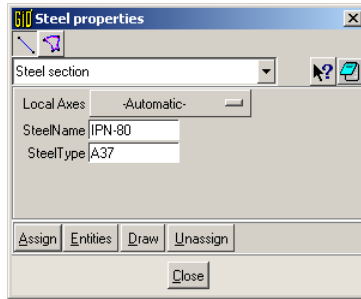 GiD Steel properties
Steel section
Local Axes -Automatic-
SteelName IPN-80
SteelType A37
Assign Entities Draw Unassign
Close